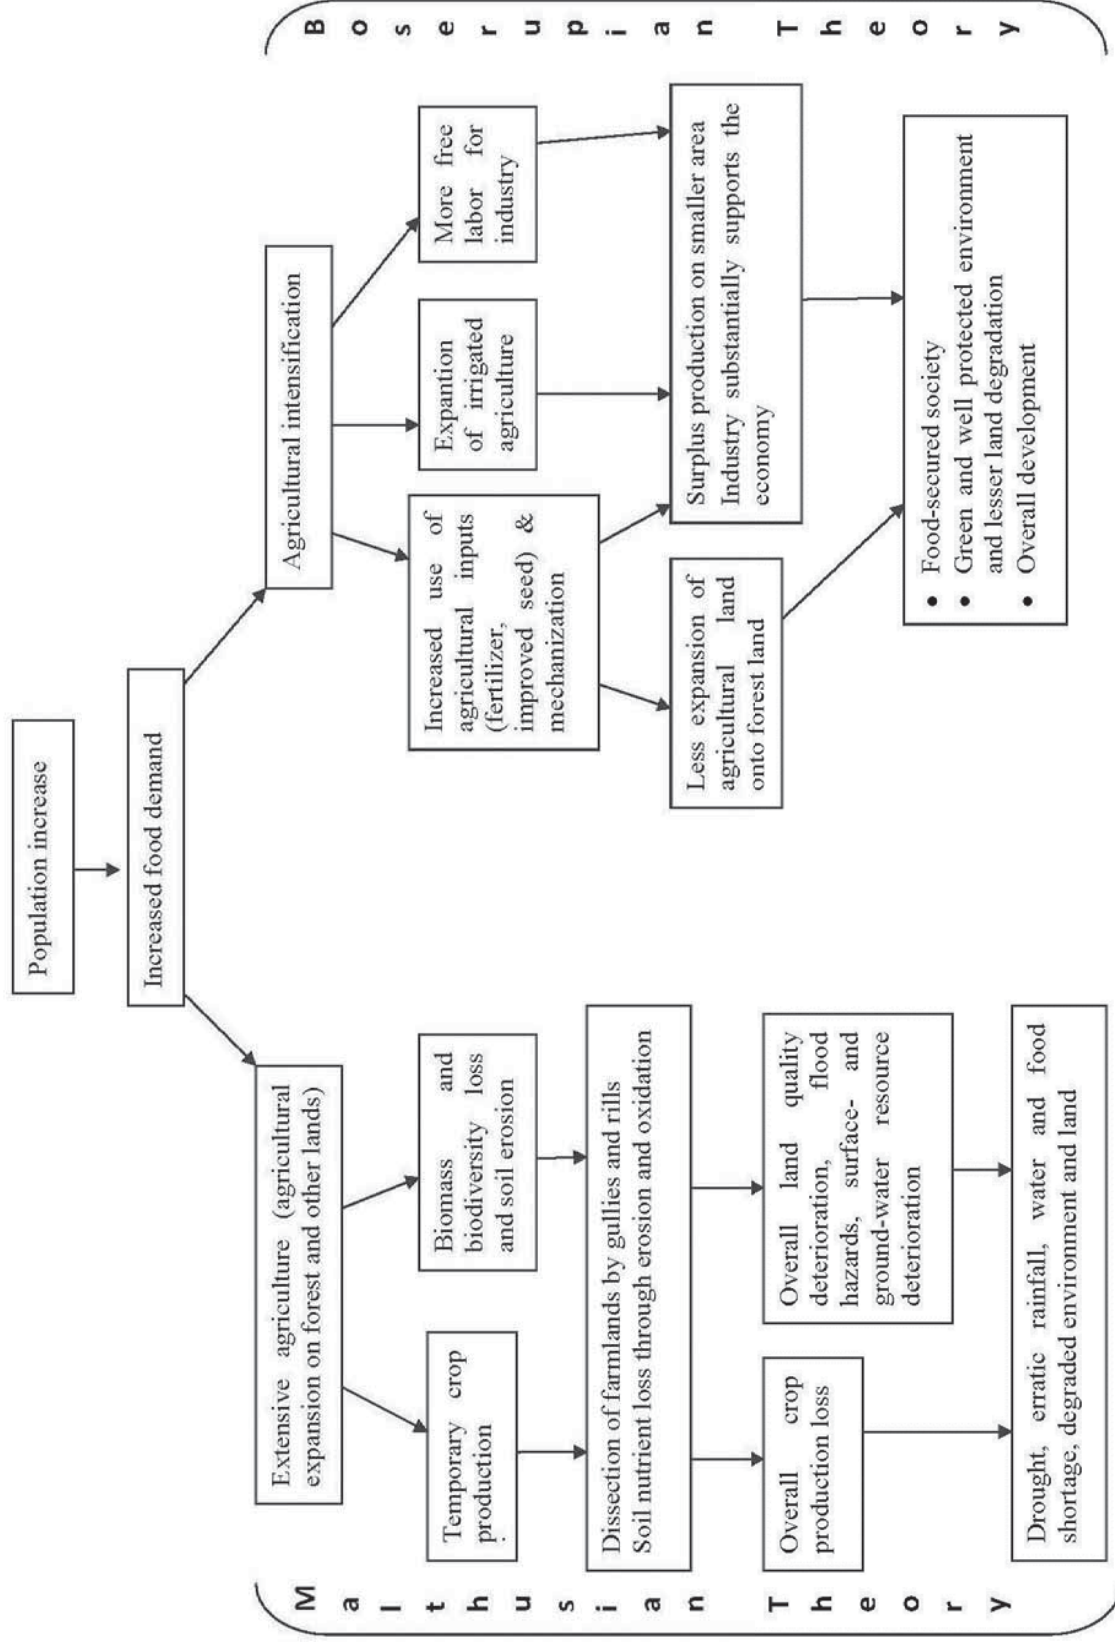 Population increase
Increased food demand
Extensive agriculture (agricultural
expansion on forest and other lands)
Temporary crop
production
Biomass and
biodiversity loss
and soil erosion
Dissection of farmlands by gullies and rills
Soil nutrient loss through erosion and oxidation
Overall crop
production loss
Overall land quality
deterioration, flood
hazards, surface- and
ground-water resource
deterioration
Drought, erratic rainfall, water and food
shortage, degraded environment and land
Malthusian Theory
Agricultural intensification
Increased use of
agricultural inputs
(fertilizer,
improved seed) &
mechanization
Expantion
of irrigated
agriculture
More free
labor for
industry
Less expansion of
agricultural land
onto forest land
Surplus production on smaller area
Industry substantially supports the
economy
• Food-secured society
• Green and well protected environment
and lesser land degradation
• Overall development
Boserupian Theory